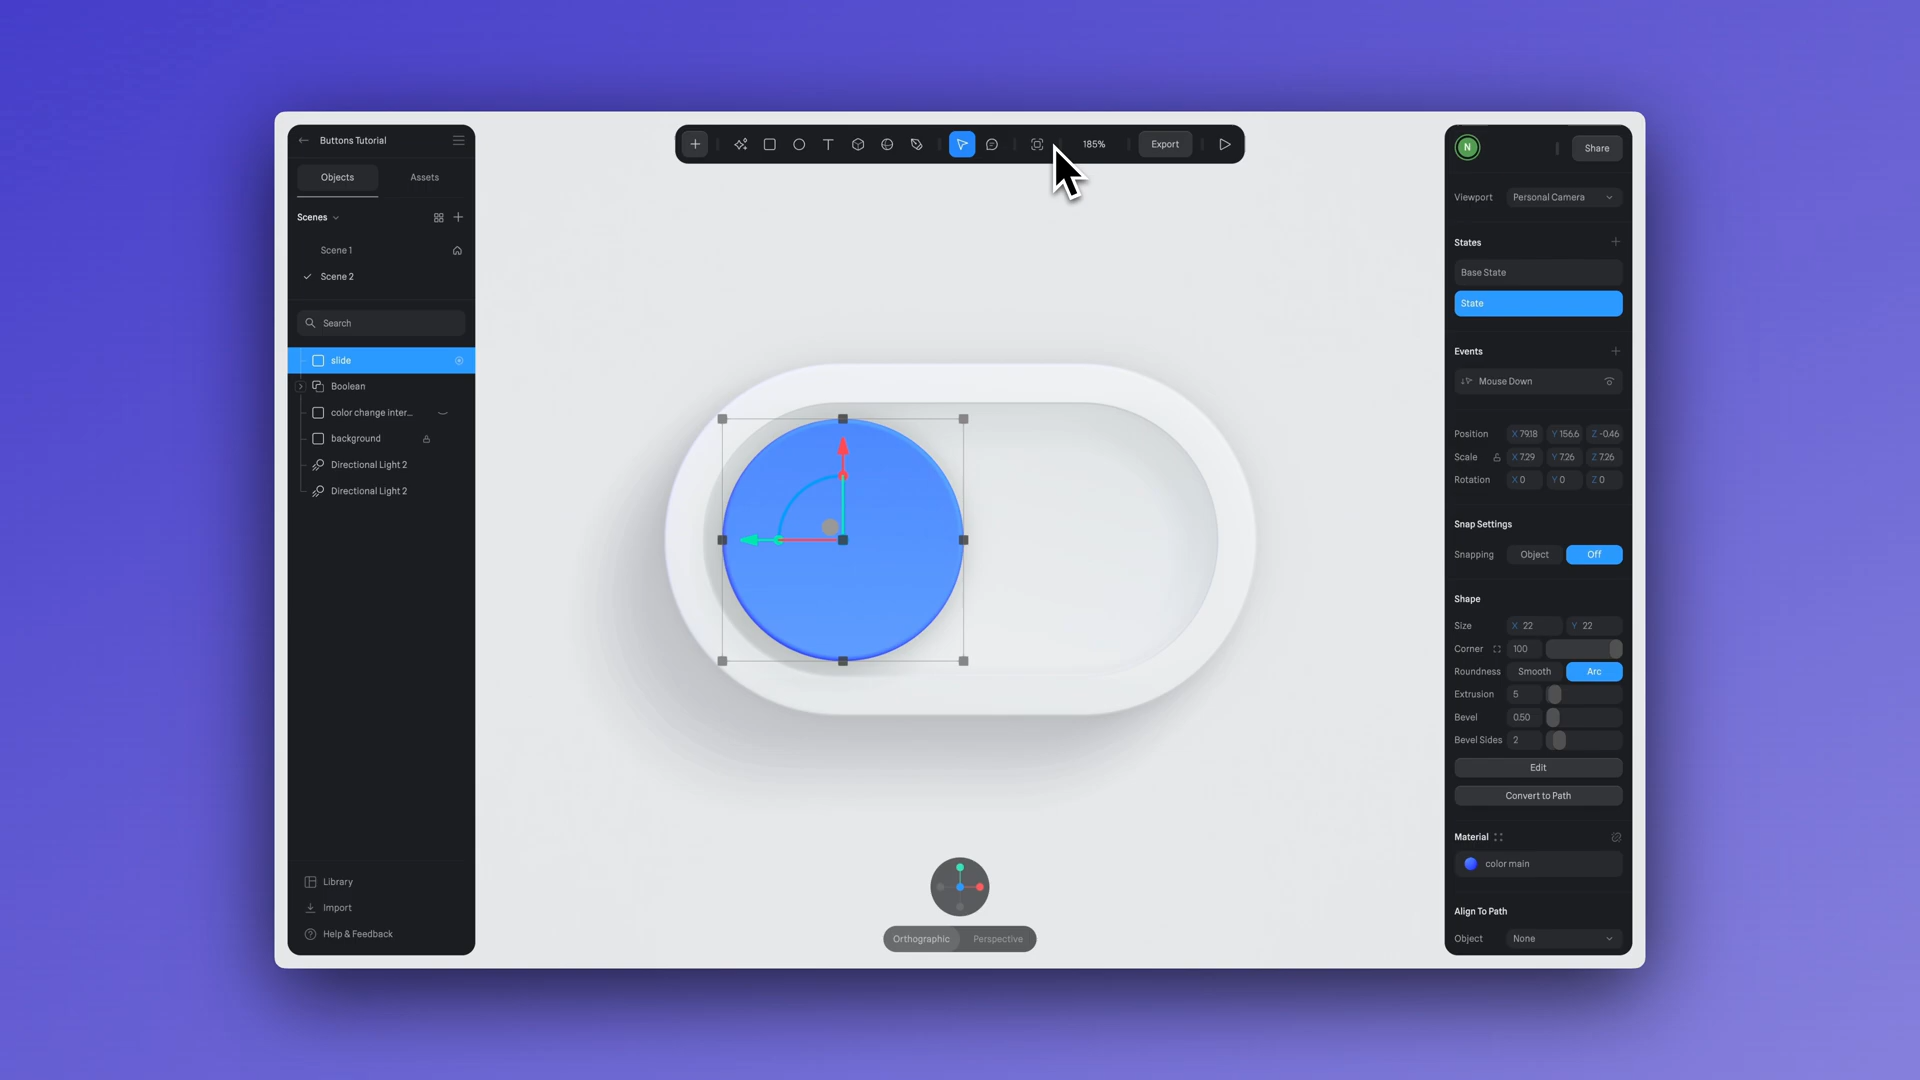 Buttons Tutorial
Objects
Assets
Scenes
Scene 1
Scene 2
Search
slide
Boolean
color change inter...
background
Directional Light 2
Directional Light 2
Library
Import
Help & Feedback
T
185%
Export
Orthographic
Perspective
N
Share
Viewport Personal Camera
States
Base State
State
Events
Mouse Down
Position X 79.18 Y 156.6 Z -0.46
Scale X 7.29 Y 7.26 Z 7.26
Rotation X 0 Y 0 Z 0
Snap Settings
Snapping Object Off
Shape
Size X 22 Y 22
Corner 100
Roundness Smooth Arc
Extrusion 5
Bevel 0.50
Bevel Sides 2
Edit
Convert to Path
Material
color main
Align To Path
Object None